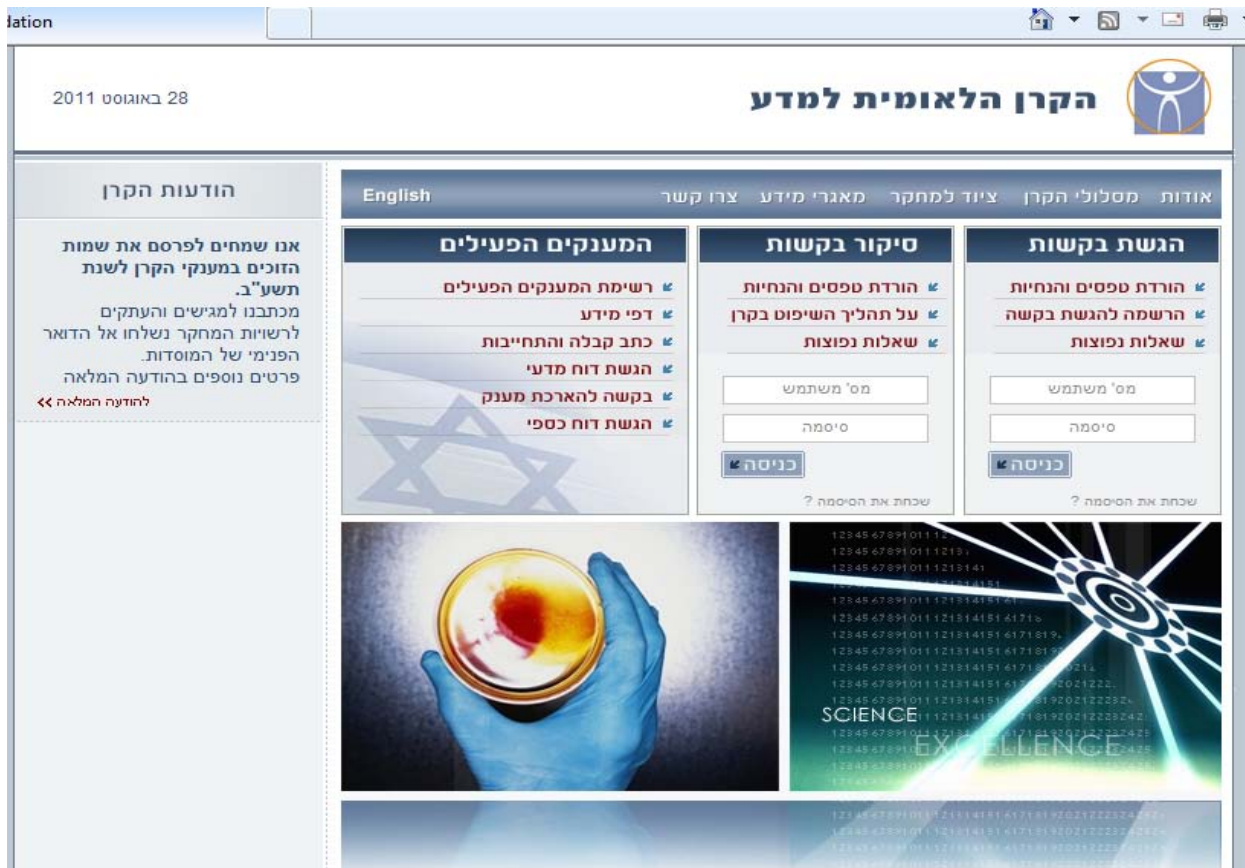 dation
28 באוגוסט 2011
הקרן הלאומית למדע
אודות מסלולי הקרן ציוד למחקר מאגרי מידע צרו קשר English
הגשת בקשות
הורדת טפסים והנחיות
הרשמה להגשת בקשה
שאלות נפוצות
מס' משתמש
סיסמה
כניסה
שכחת את הסיסמה ?
סיקור בקשות
הורדת טפסים והנחיות
על תהליך השיפוט בקרן
שאלות נפוצות
מס' משתמש
סיסמה
כניסה
שכחת את הסיסמה ?
המענקים הפעילים
רשימת המענקים הפעילים
דפי מידע
כתב קבלה והתחייבות
הגשת דוח מדעי
בקשה להארכת מענק
הגשת דוח כספי
הודעות הקרן
אנו שמחים לפרסם את שמות
הזוכים במענקי הקרן לשנת
תשע"ב.
מכתבנו למגישים והעתקים
לרשויות המחקר נשלחו אל הדואר
הפנימי של המוסדות.
פרטים נוספים בהודעה המלאה
להודעה המלאה >>
SCIENCE
EXCELLENCE